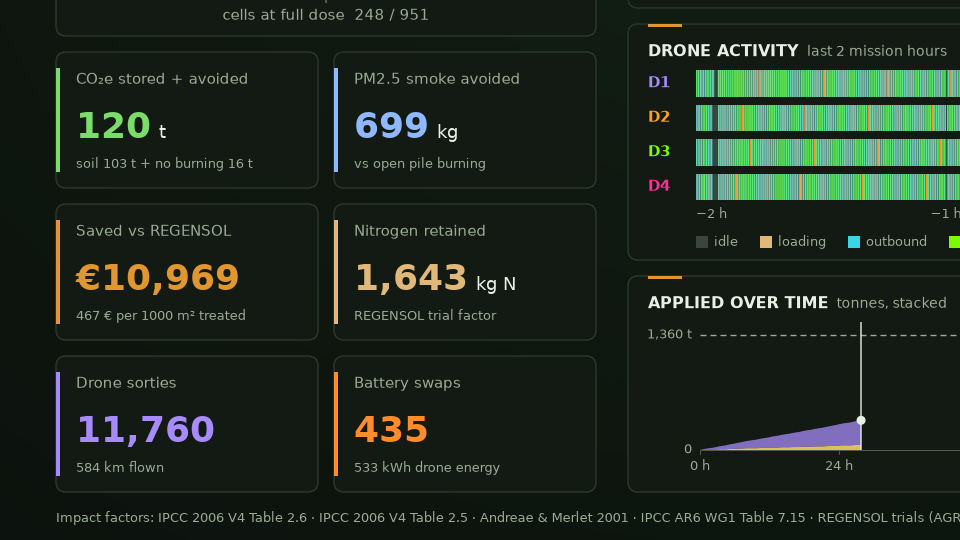 cells at full dose 248 / 951
CO₂e stored + avoided
120 t
soil 103 t + no burning 16 t
PM2.5 smoke avoided
699 kg
vs open pile burning
Saved vs REGENSOL
€10,969
467 € per 1000 m² treated
Nitrogen retained
1,643 kg N
REGENSOL trial factor
Drone sorties
11,760
584 km flown
Battery swaps
435
533 kWh drone energy
DRONE ACTIVITY last 2 mission hours
D1
D2
D3
D4
−2 h −1 h
idle loading outbound
APPLIED OVER TIME tonnes, stacked
1,360 t
0
0 h 24 h
Impact factors: IPCC 2006 V4 Table 2.6 · IPCC 2006 V4 Table 2.5 · Andreae & Merlet 2001 · IPCC AR6 WG1 Table 7.15 · REGENSOL trials (AGR